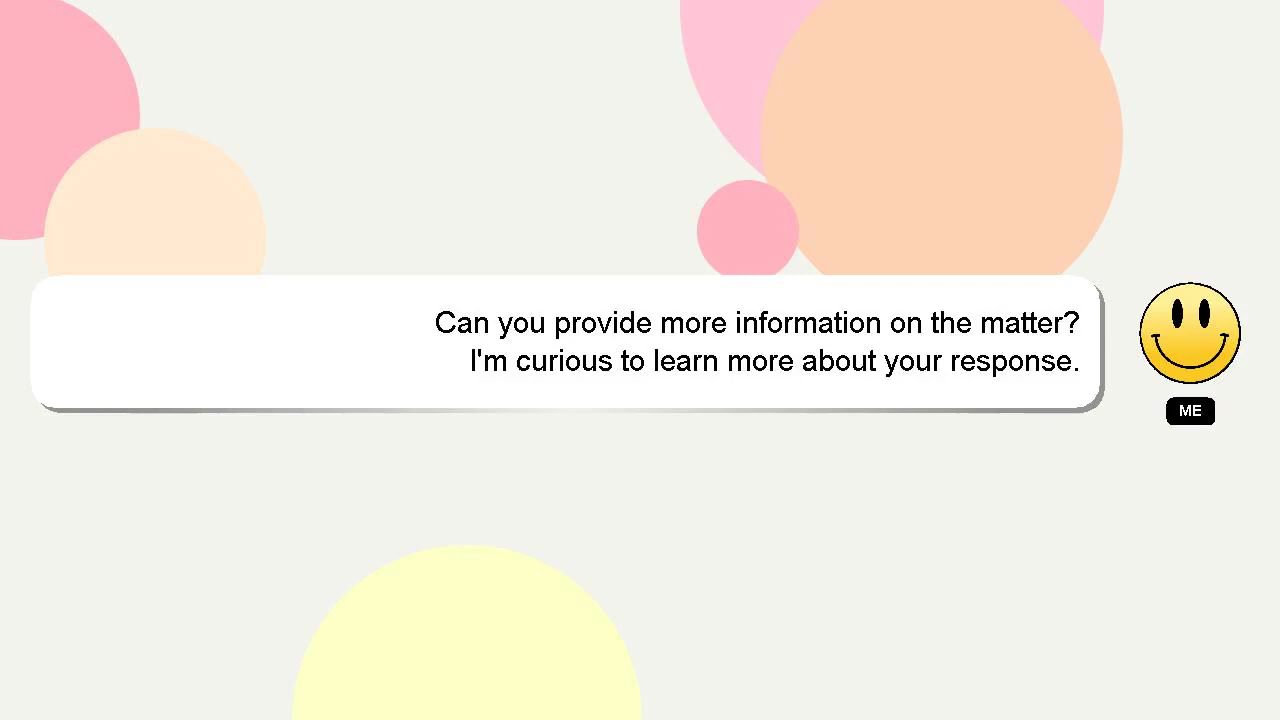 Can you provide more information on the matter?
I'm curious to learn more about your response.
ME